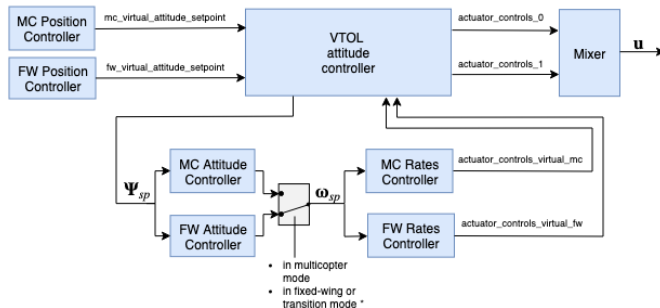 MC Position
Controller
mc_virtual_attitude_setpoint
FW Position
Controller
fw_virtual_attitude_setpoint
VTOL
attitude
controller
actuator_controls_0
actuator_controls_1
Mixer
u
Ψsp
MC Attitude
Controller
FW Attitude
Controller
ωsp
MC Rates
Controller
actuator_controls_virtual_mc
FW Rates
Controller
actuator_controls_virtual_fw
• in multicopter
mode
• in fixed-wing or
transition mode *